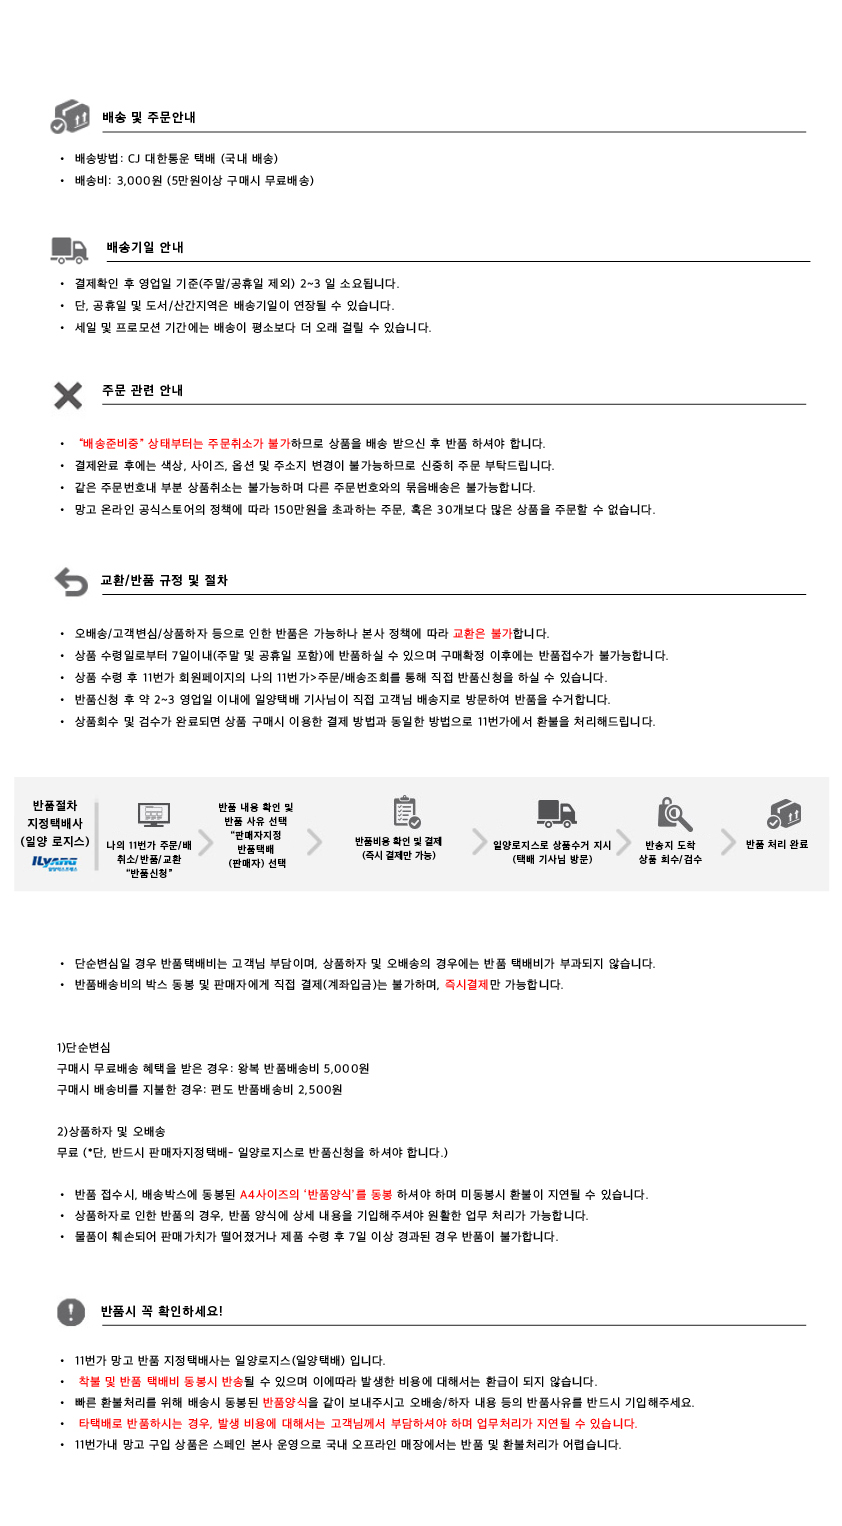 배송 및 주문안내
• 배송방법: CJ 대한통운 택배 (국내 배송)
• 배송비: 3,000원 (5만원이상 구매시 무료배송)
배송기일 안내
• 결제확인 후 영업일 기준(주말/공휴일 제외) 2~3 일 소요됩니다.
• 단, 공휴일 및 도서/산간지역은 배송기일이 연장될 수 있습니다.
• 세일 및 프로모션 기간에는 배송이 평소보다 더 오래 걸릴 수 있습니다.
주문 관련 안내
• “배송준비중” 상태부터는 주문취소가 불가하므로 상품을 배송 받으신 후 반품 하셔야 합니다.
• 결제완료 후에는 색상, 사이즈, 옵션 및 주소지 변경이 불가능하므로 신중히 주문 부탁드립니다.
• 같은 주문번호내 부분 상품취소는 불가능하며 다른 주문번호와의 묶음배송은 불가능합니다.
• 망고 온라인 공식스토어의 정책에 따라 150만원을 초과하는 주문, 혹은 30개보다 많은 상품을 주문할 수 없습니다.
교환/반품 규정 및 절차
• 오배송/고객변심/상품하자 등으로 인한 반품은 가능하나 본사 정책에 따라 교환은 불가합니다.
• 상품 수령일로부터 7일이내(주말 및 공휴일 포함)에 반품하실 수 있으며 구매확정 이후에는 반품접수가 불가능합니다.
• 상품 수령 후 11번가 회원페이지의 나의 11번가>주문/배송조회를 통해 직접 반품신청을 하실 수 있습니다.
• 반품신청 후 약 2~3 영업일 이내에 일양택배 기사님이 직접 고객님 배송지로 방문하여 반품을 수거합니다.
• 상품회수 및 검수가 완료되면 상품 구매시 이용한 결제 방법과 동일한 방법으로 11번가에서 환불을 처리해드립니다.
반품절차
지정택배사
(일양 로지스)
ILyang
일양익스프레스
나의 11번가 주문/배
취소/반품/교환
“반품신청”
반품 내용 확인 및
반품 사유 선택
“판매자지정
반품택배
(판매자) 선택
반품비용 확인 및 결제
(즉시 결제만 가능)
일양로지스로 상품수거 지시
(택배 기사님 방문)
반송지 도착
상품 회수/검수
반품 처리 완료
• 단순변심일 경우 반품택배비는 고객님 부담이며, 상품하자 및 오배송의 경우에는 반품 택배비가 부과되지 않습니다.
• 반품배송비의 박스 동봉 및 판매자에게 직접 결제(계좌입금)는 불가하며, 즉시결제만 가능합니다.
1)단순변심
구매시 무료배송 혜택을 받은 경우: 왕복 반품배송비 5,000원
구매시 배송비를 지불한 경우: 편도 반품배송비 2,500원
2)상품하자 및 오배송
무료 (*단, 반드시 판매자지정택배- 일양로지스로 반품신청을 하셔야 합니다.)
• 반품 접수시, 배송박스에 동봉된 A4사이즈의 ‘반품양식’를 동봉 하셔야 하며 미동봉시 환불이 지연될 수 있습니다.
• 상품하자로 인한 반품의 경우, 반품 양식에 상세 내용을 기입해주셔야 원활한 업무 처리가 가능합니다.
• 물품이 훼손되어 판매가치가 떨어졌거나 제품 수령 후 7일 이상 경과된 경우 반품이 불가합니다.
반품시 꼭 확인하세요!
• 11번가 망고 반품 지정택배사는 일양로지스(일양택배) 입니다.
• 착불 및 반품 택배비 동봉시 반송될 수 있으며 이에따라 발생한 비용에 대해서는 환급이 되지 않습니다.
• 빠른 환불처리를 위해 배송시 동봉된 반품양식을 같이 보내주시고 오배송/하자 내용 등의 반품사유를 반드시 기입해주세요.
• 타택배로 반품하시는 경우, 발생 비용에 대해서는 고객님께서 부담하셔야 하며 업무처리가 지연될 수 있습니다.
• 11번가내 망고 구입 상품은 스페인 본사 운영으로 국내 오프라인 매장에서는 반품 및 환불처리가 어렵습니다.